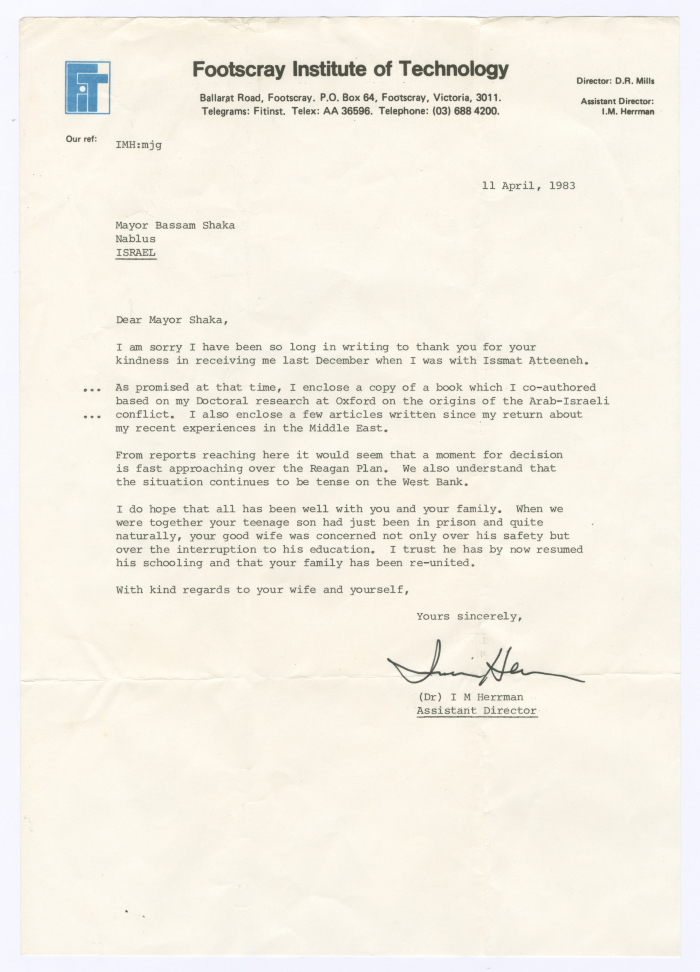 FIT
Footscray Institute of Technology
Ballarat Road, Footscray. P.O. Box 64, Footscray, Victoria, 3011.
Telegrams: Fitinst. Telex: AA 36596. Telephone: (03) 688 4200.
Director: D.R. Mills
Assistant Director:
I.M. Herrman
Our ref: IMH:mjg
11 April, 1983
Mayor Bassam Shaka
Nablus
ISRAEL
Dear Mayor Shaka,
I am sorry I have been so long in writing to thank you for your
kindness in receiving me last December when I was with Issmat Atteeneh.
... As promised at that time, I enclose a copy of a book which I co-authored
based on my Doctoral research at Oxford on the origins of the Arab-Israeli
... conflict. I also enclose a few articles written since my return about
my recent experiences in the Middle East.
From reports reaching here it would seem that a moment for decision
is fast approaching over the Reagan Plan. We also understand that
the situation continues to be tense on the West Bank.
I do hope that all has been well with you and your family. When we
were together your teenage son had just been in prison and quite
naturally, your good wife was concerned not only over his safety but
over the interruption to his education. I trust he has by now resumed
his schooling and that your family has been re-united.
With kind regards to your wife and yourself,
Yours sincerely,
(Dr) I M Herrman
Assistant Director